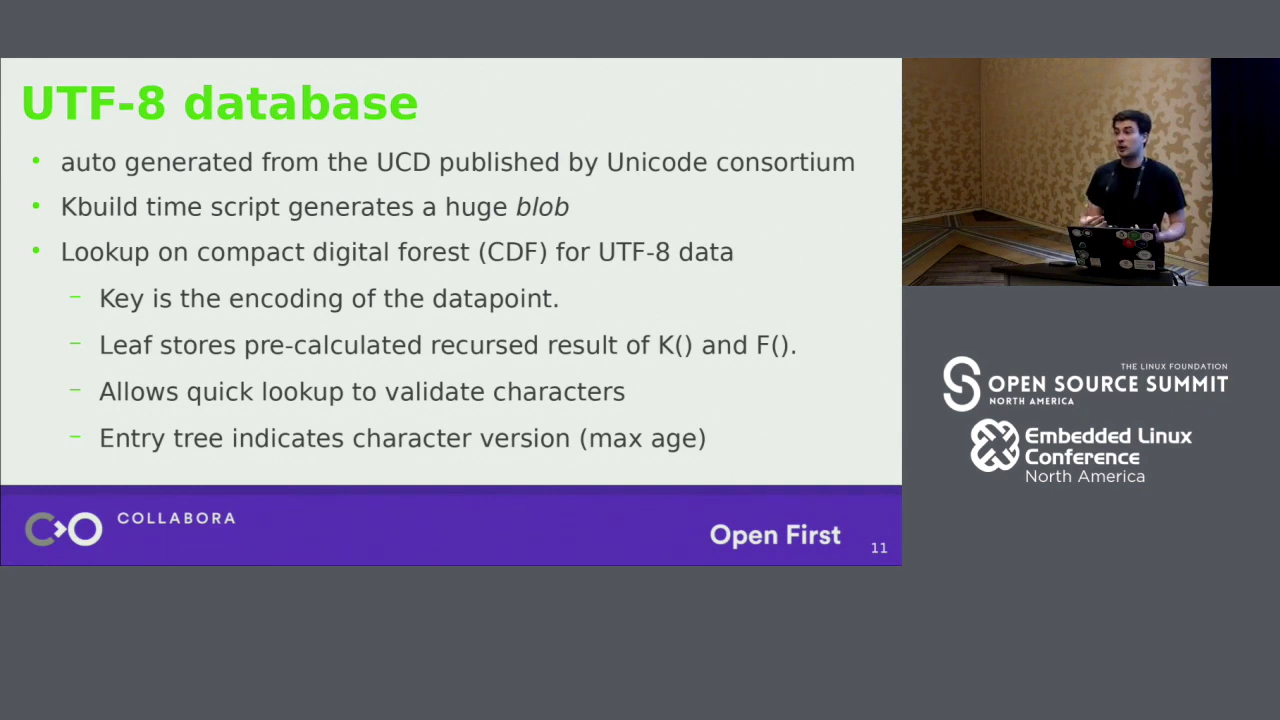 UTF-8 database
auto generated from the UCD published by Unicode consortium
Kbuild time script generates a huge blob
Lookup on compact digital forest (CDF) for UTF-8 data
Key is the encoding of the datapoint.
Leaf stores pre-calculated recursed result of K() and F().
Allows quick lookup to validate characters
Entry tree indicates character version (max age)
COLLABORA
Open First
11
THE LINUX FOUNDATION
OPEN SOURCE SUMMIT
NORTH AMERICA
Embedded Linux
Conference
North America